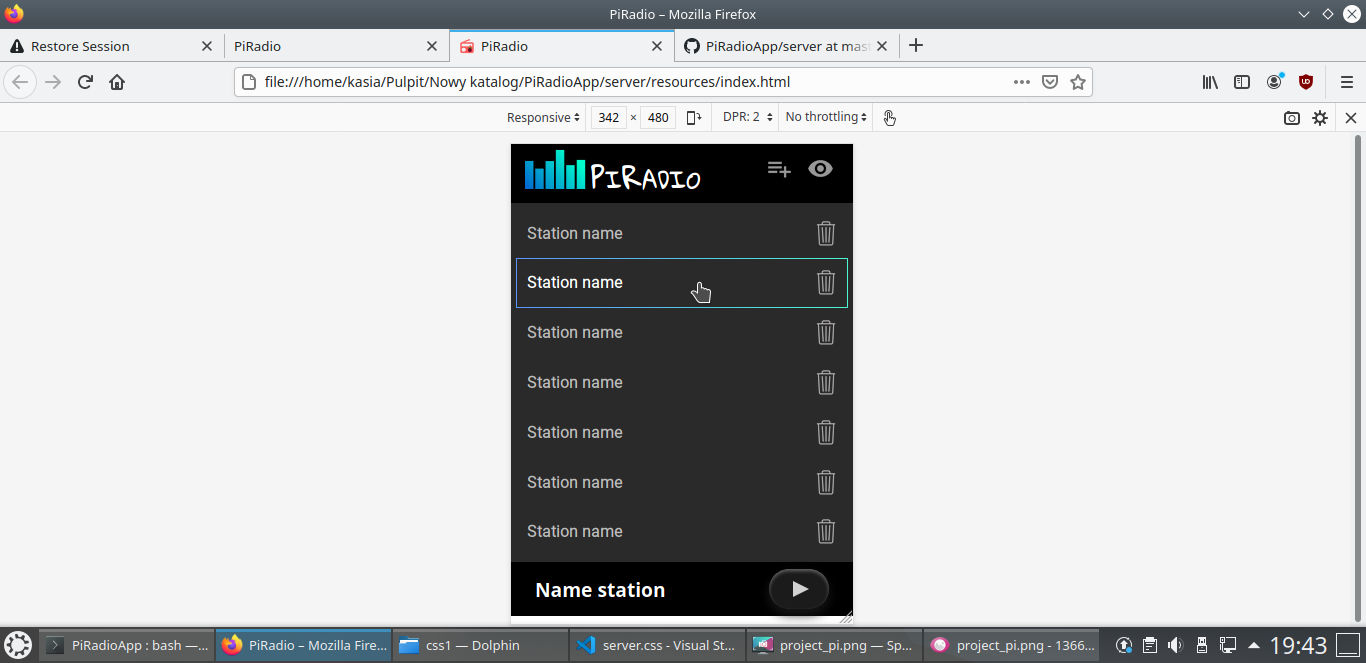 PiRadio – Mozilla Firefox
Restore Session
PiRadio
PiRadio
PiRadioApp/server at mas
file:///home/kasia/Pulpit/Nowy katalog/PiRadioApp/server/resources/index.html
Responsive 342 × 480 DPR: 2 No throttling
PiRadio
Station name
Station name
Station name
Station name
Station name
Station name
Station name
Name station
PiRadioApp : bash —...
PiRadio – Mozilla Fire...
css1 — Dolphin
server.css - Visual St...
project_pi.png — Sp...
project_pi.png - 1366...
19:43